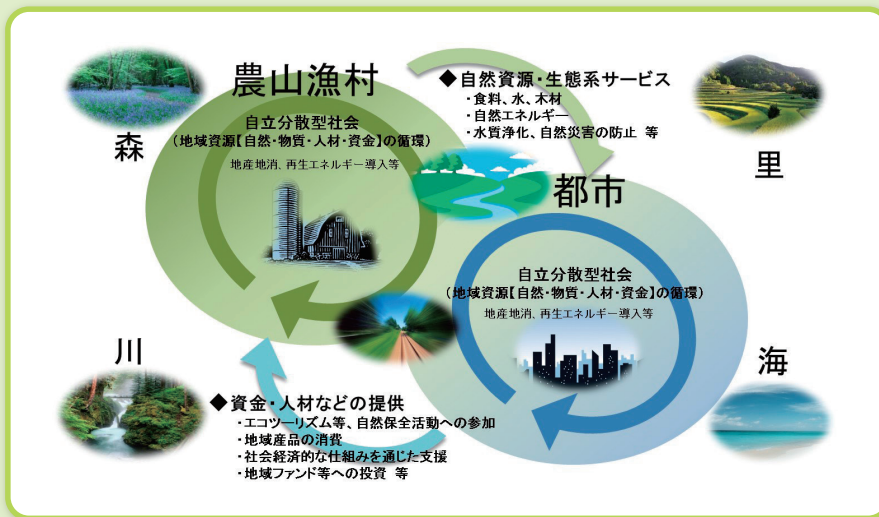 農山漁村
自立分散型社会
(地域資源【自然・物質・人材・資金】の循環)
地産地消、再生エネルギー導入等
◆自然資源・生態系サービス
・食料、水、木材
・自然エネルギー
・水質浄化、自然災害の防止 等
森
里
都市
自立分散型社会
(地域資源【自然・物質・人材・資金】の循環)
地産地消、再生エネルギー導入等
川
海
◆資金・人材などの提供
・エコツーリズム等、自然保全活動への参加
・地域産品の消費
・社会経済的な仕組みを通じた支援
・地域ファンド等への投資 等